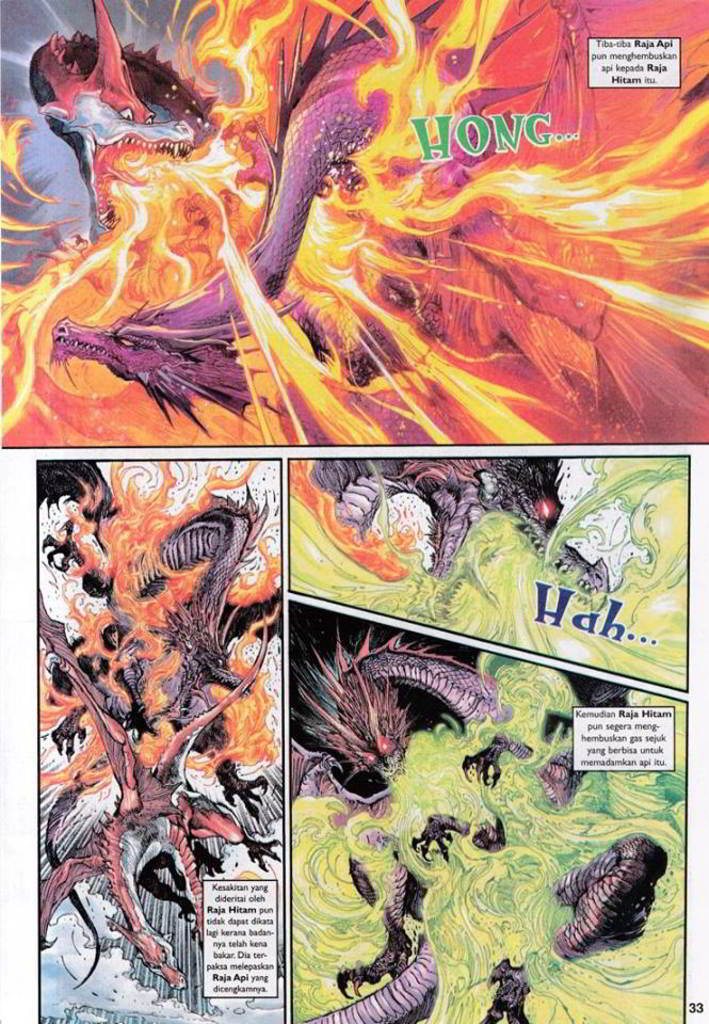 Tiba-tiba Raja Api
pun menghembuskan
api kepada Raja
Hitam itu.
HONG...
Kesakitan yang
dideritai oleh
Raja Hitam pun
tidak dapat dikata
lagi kerana badan-
nya telah kena
bakar. Dia ter-
paksa melepaskan
Raja Api yang
dicengkamnya.
Hah...
Kemudian Raja Hitam
pun segera meng-
hembuskan gas sejuk
yang berbisa untuk
memadamkan api itu.
33